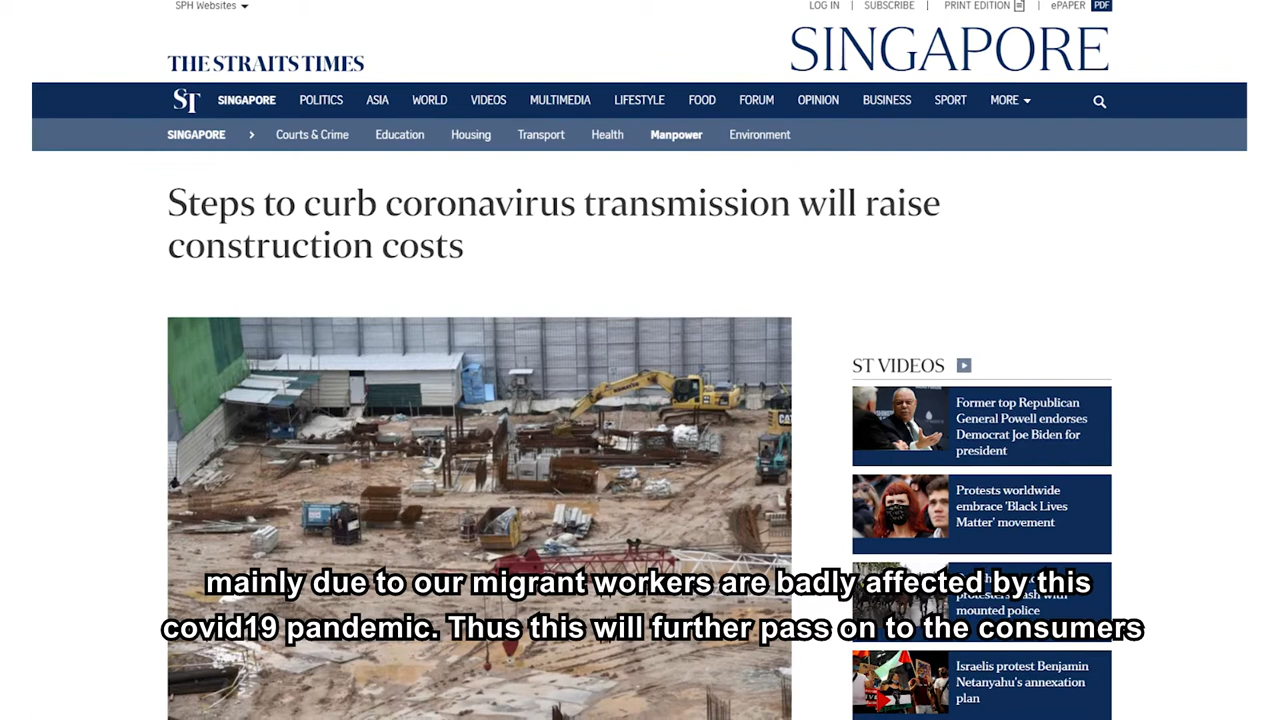 SPH Websites
LOG IN
SUBSCRIBE
PRINT EDITION
ePAPER PDF
THE STRAITS TIMES
SINGAPORE
ST SINGAPORE POLITICS ASIA WORLD VIDEOS MULTIMEDIA LIFESTYLE FOOD FORUM OPINION BUSINESS SPORT MORE
SINGAPORE Courts & Crime Education Housing Transport Health Manpower Environment
Steps to curb coronavirus transmission will raise
construction costs
KOMATSU
CAT
ST VIDEOS
Former top Republican
General Powell endorses
Democrat Joe Biden for
president
Protests worldwide
embrace 'Black Lives
Matter' movement
mounted police
Israelis protest Benjamin
Netanyahu's annexation
plan
mainly due to our migrant workers are badly affected by this
covid19 pandemic. Thus this will further pass on to the consumers